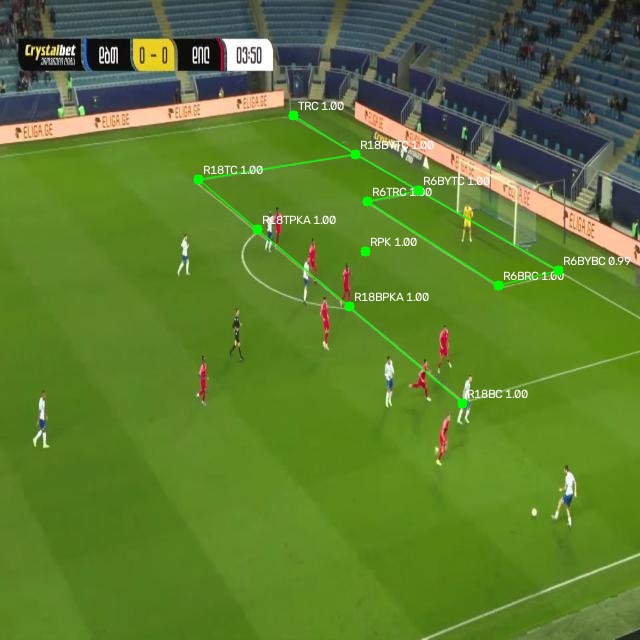 Crystalbet
ᲓᲑᲗ
0 - 0
ᲓᲘᲚ
03:50
TRC 1.00
ELIGA.GE
ELIGA.GE
ELIGA.GE
R18BYTC 1.00
R18TC 1.00
R6BYTC 1.00
R6TRC 1.00
R18TPKA 1.00
ELIGA.GE
RPK 1.00
R6BYBC 0.99
R6BRC 1.00
R18BPKA 1.00
R18BC 1.00